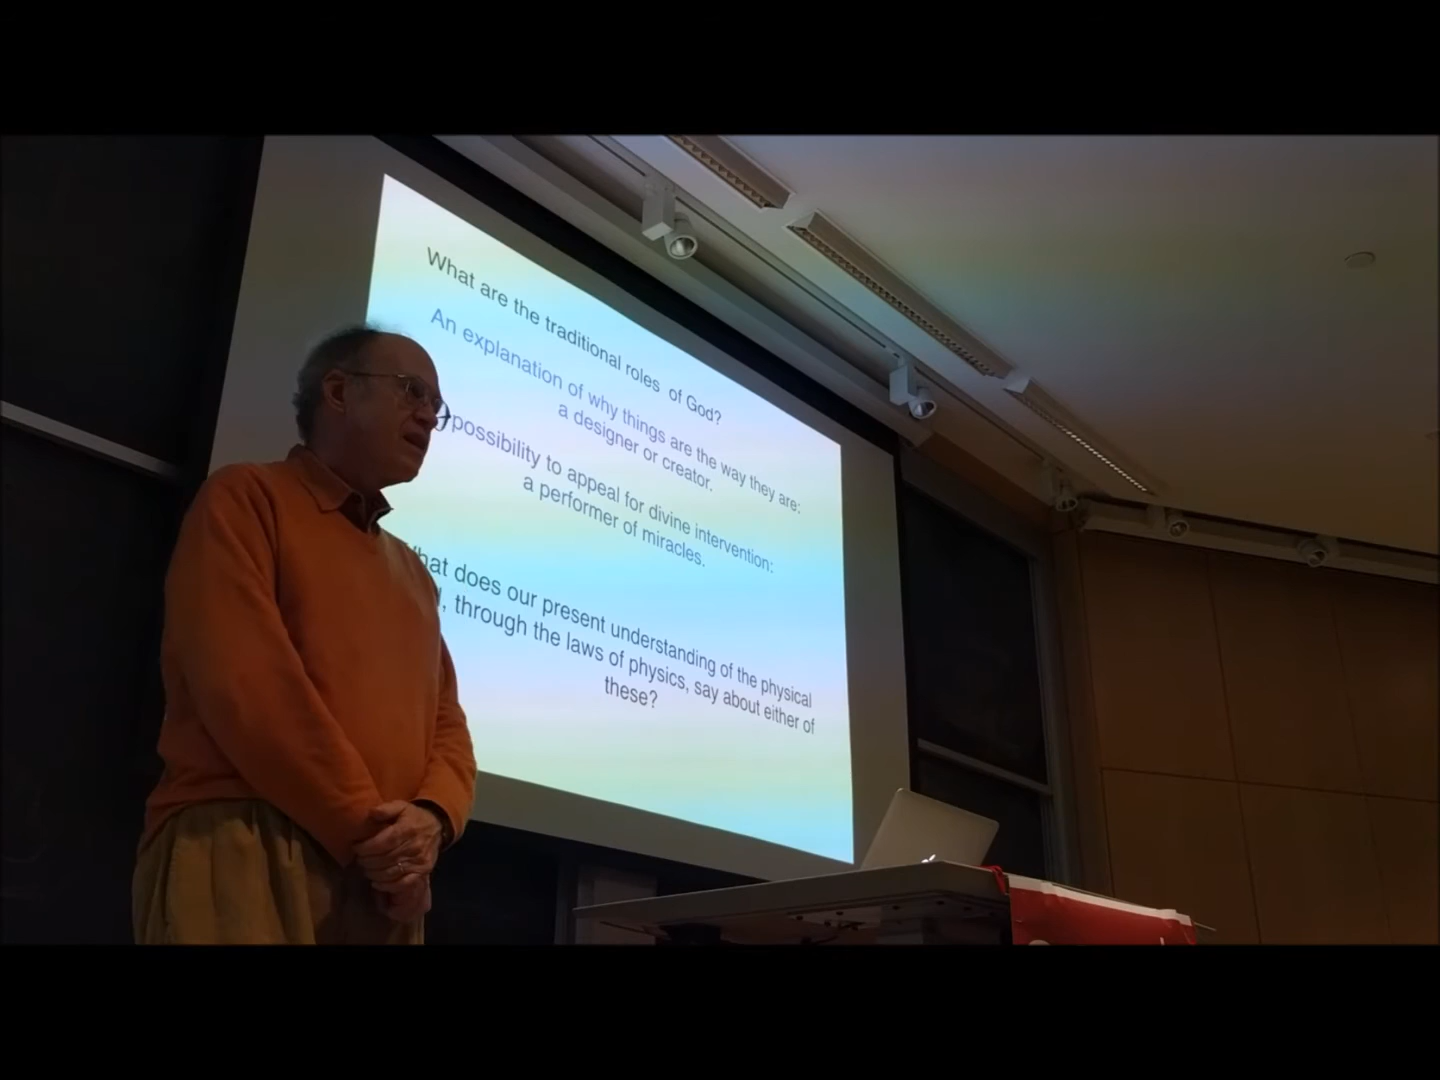 What are the traditional roles of God?
An explanation of why things are the way they are:
a designer or creator.
possibility to appeal for divine intervention:
a performer of miracles.
hat does our present understanding of the physical
, through the laws of physics, say about either of
these?